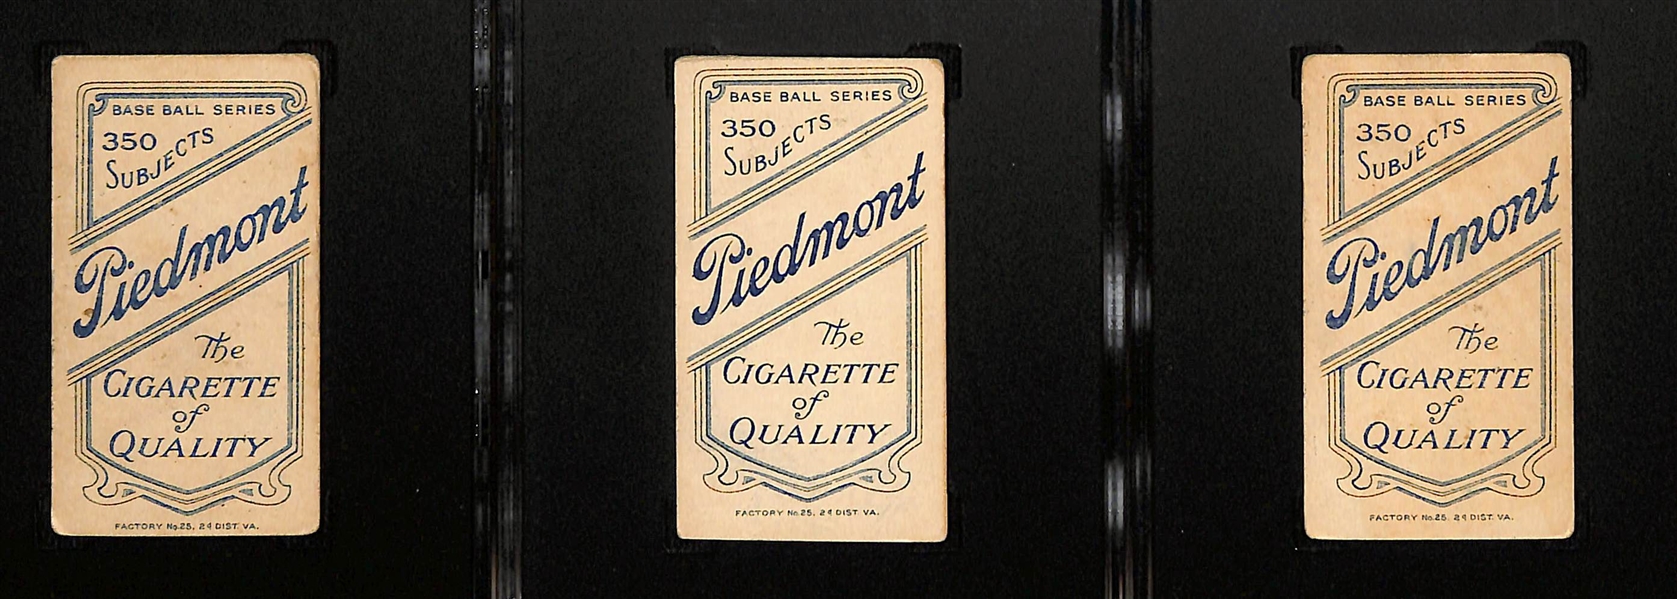 BASE BALL SERIES
350
SUBJECTS
Piedmont
The
CIGARETTE
of
QUALITY
FACTORY No.25, 2d DIST. VA.
BASE BALL SERIES
350
SUBJECTS
Piedmont
The
CIGARETTE
of
QUALITY
FACTORY No.25, 2d DIST. VA.
BASE BALL SERIES
350
SUBJECTS
Piedmont
The
CIGARETTE
of
QUALITY
FACTORY No.25, 2d DIST. VA.